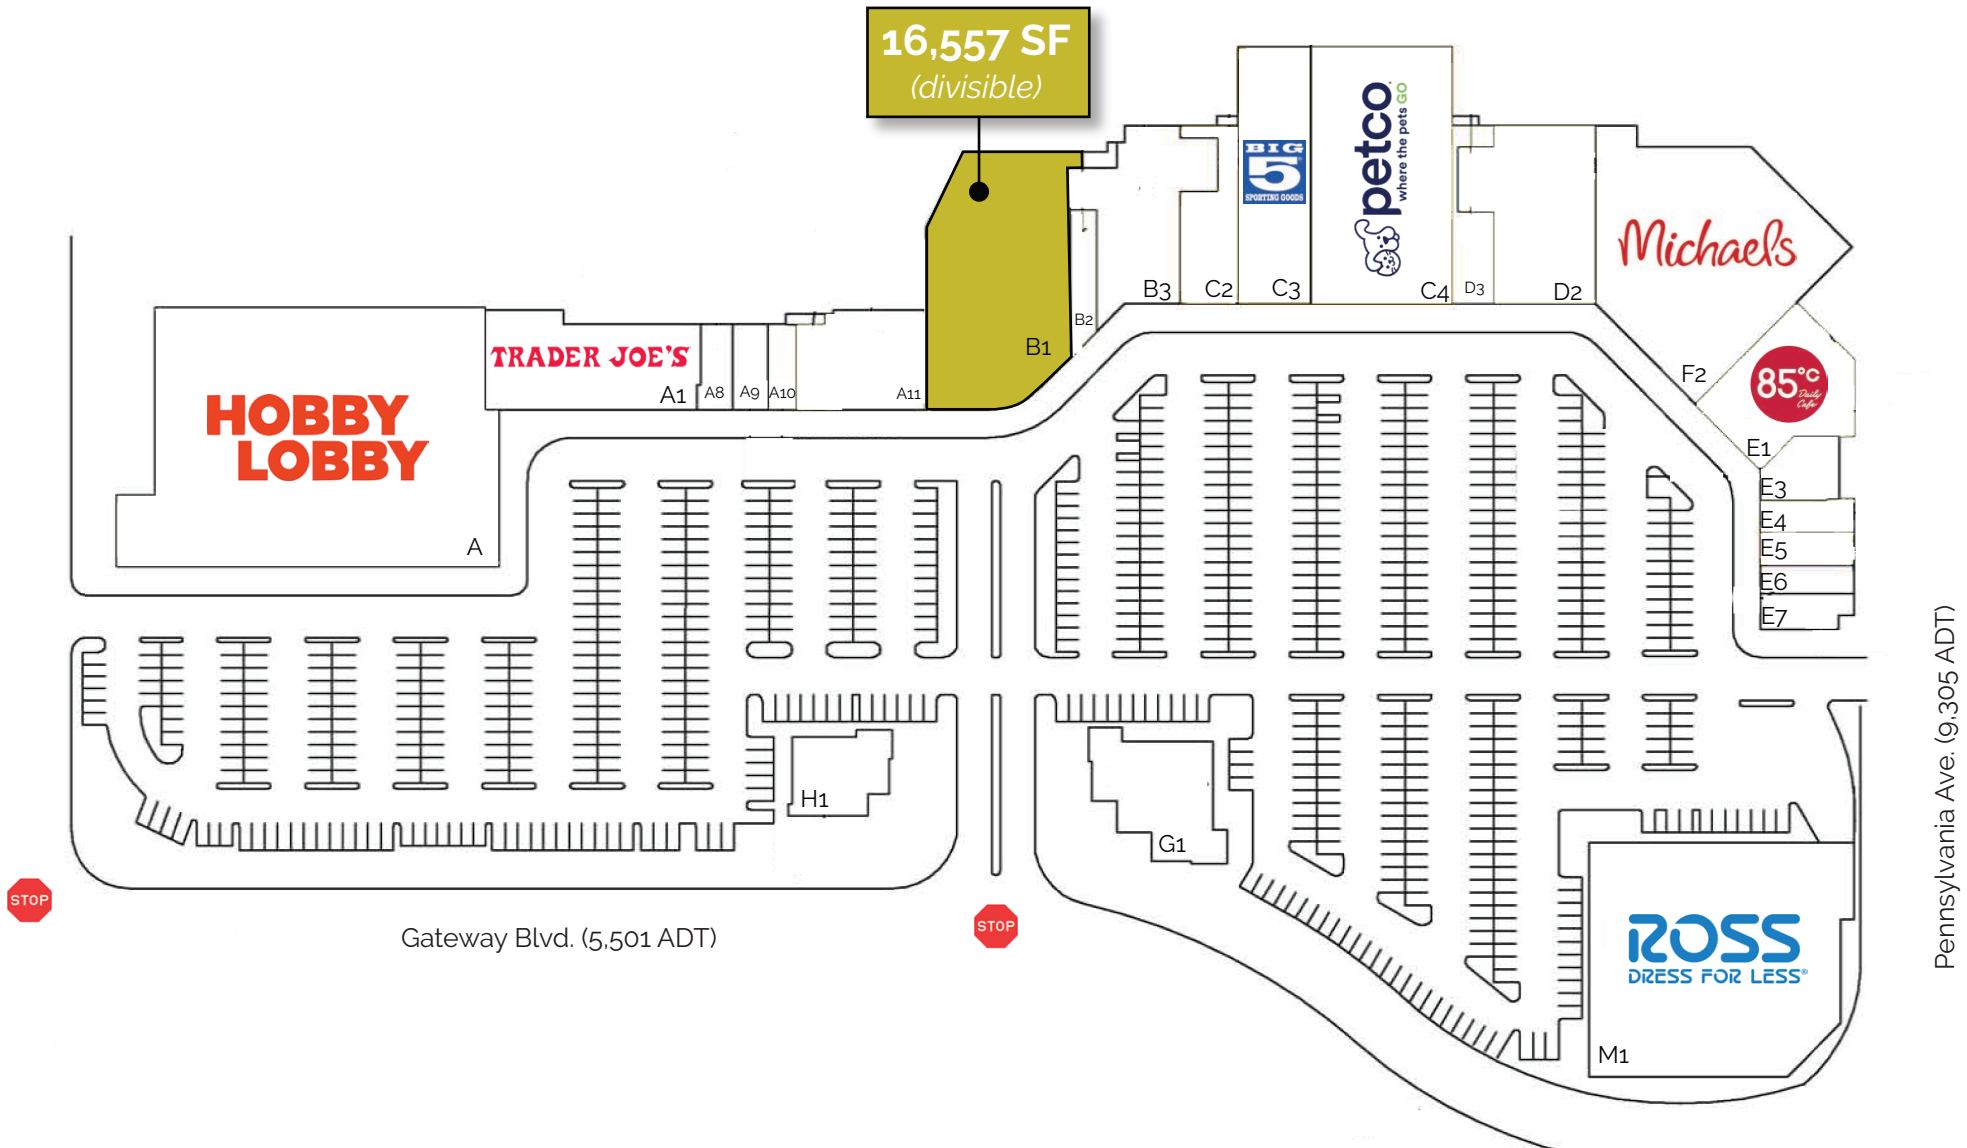 16,557 SF
(divisible)
BIG
5
SPORTING GOODS
petco
where the pets GO
Michaels
B3
C2
C3
C4
D3
D2
B2
B1
TRADER JOE'S
A1
A8
A9
A10
A11
HOBBY
LOBBY
A
F2
85°C
Daily
Cafe
E1
E3
E4
E5
E6
E7
H1
G1
STOP
STOP
Gateway Blvd. (5,501 ADT)
Pennsylvania Ave. (9,305 ADT)
ROSS
DRESS FOR LESS®
M1